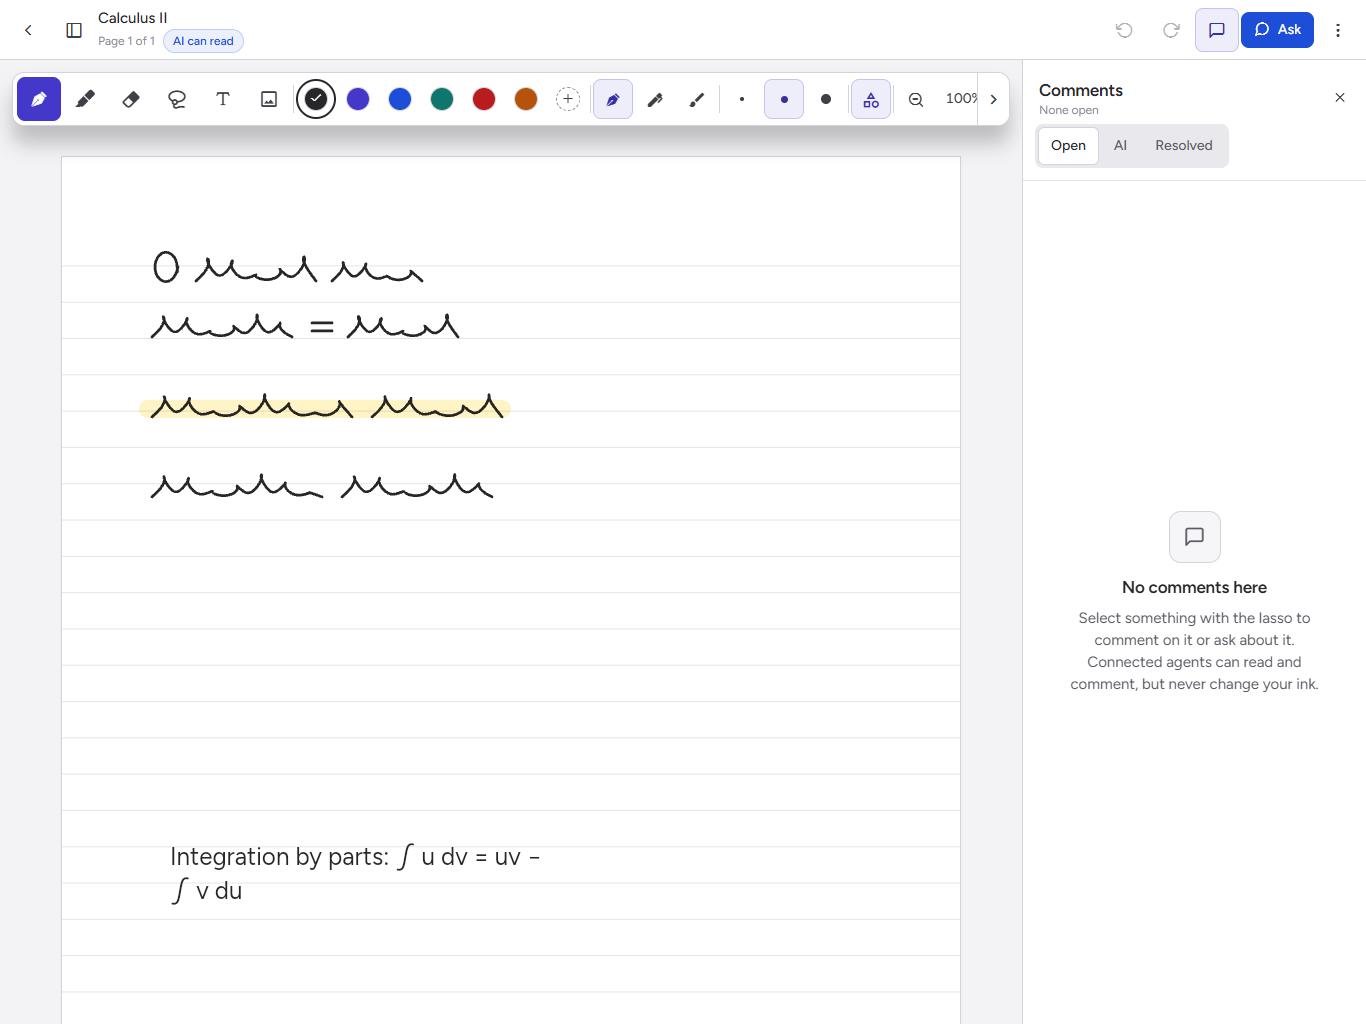 Calculus II
Page 1 of 1 AI can read
Ask
T
100%
Comments
None open
Open AI Resolved
O
=
No comments here
Select something with the lasso to
comment on it or ask about it.
Connected agents can read and
comment, but never change your ink.
Integration by parts: ∫ u dv = uv −
∫ v du